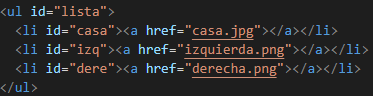 <ul id="lista">
<li id="casa"><a href="casa.jpg"></a></li>
<li id="izq"><a href="izquierda.png"></a></li>
<li id="dere"><a href="derecha.png"></a></li>
</ul>